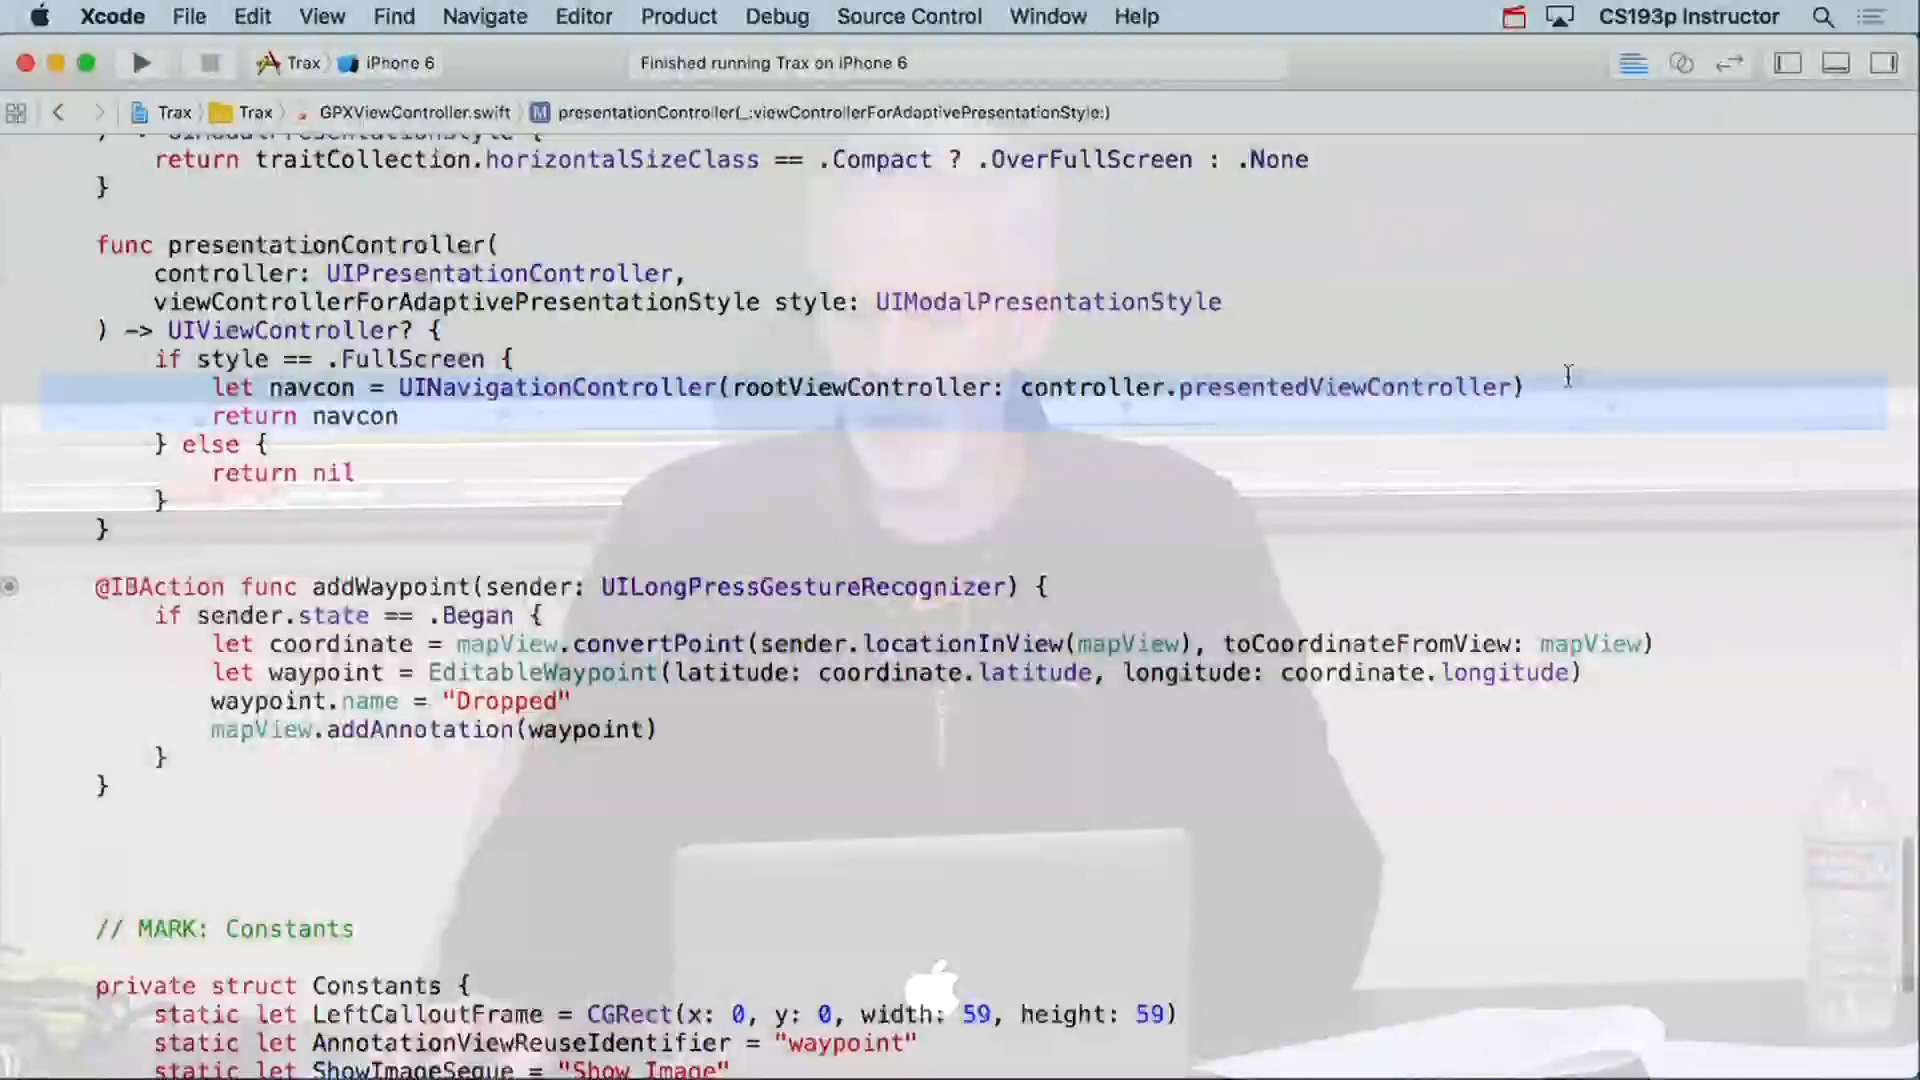 Xcode File Edit View Find Navigate Editor Product Debug Source Control Window Help CS193p Instructor
Trax iPhone 6 Finished running Trax on iPhone 6
Trax Trax GPXViewController.swift M presentationController(_:viewControllerForAdaptivePresentationStyle:)
) -> UIModalPresentationStyle {
return traitCollection.horizontalSizeClass == .Compact ? .OverFullScreen : .None
}
func presentationController(
controller: UIPresentationController,
viewControllerForAdaptivePresentationStyle style: UIModalPresentationStyle
) -> UIViewController? {
if style == .FullScreen {
let navcon = UINavigationController(rootViewController: controller.presentedViewController)
return navcon
} else {
return nil
}
}
@IBAction func addWaypoint(sender: UILongPressGestureRecognizer) {
if sender.state == .Began {
let coordinate = mapView.convertPoint(sender.locationInView(mapView), toCoordinateFromView: mapView)
let waypoint = EditableWaypoint(latitude: coordinate.latitude, longitude: coordinate.longitude)
waypoint.name = "Dropped"
mapView.addAnnotation(waypoint)
}
}
// MARK: Constants
private struct Constants {
static let LeftCalloutFrame = CGRect(x: 0, y: 0, width: 59, height: 59)
static let AnnotationViewReuseIdentifier = "waypoint"
static let ShowImageSegue = "Show Image"